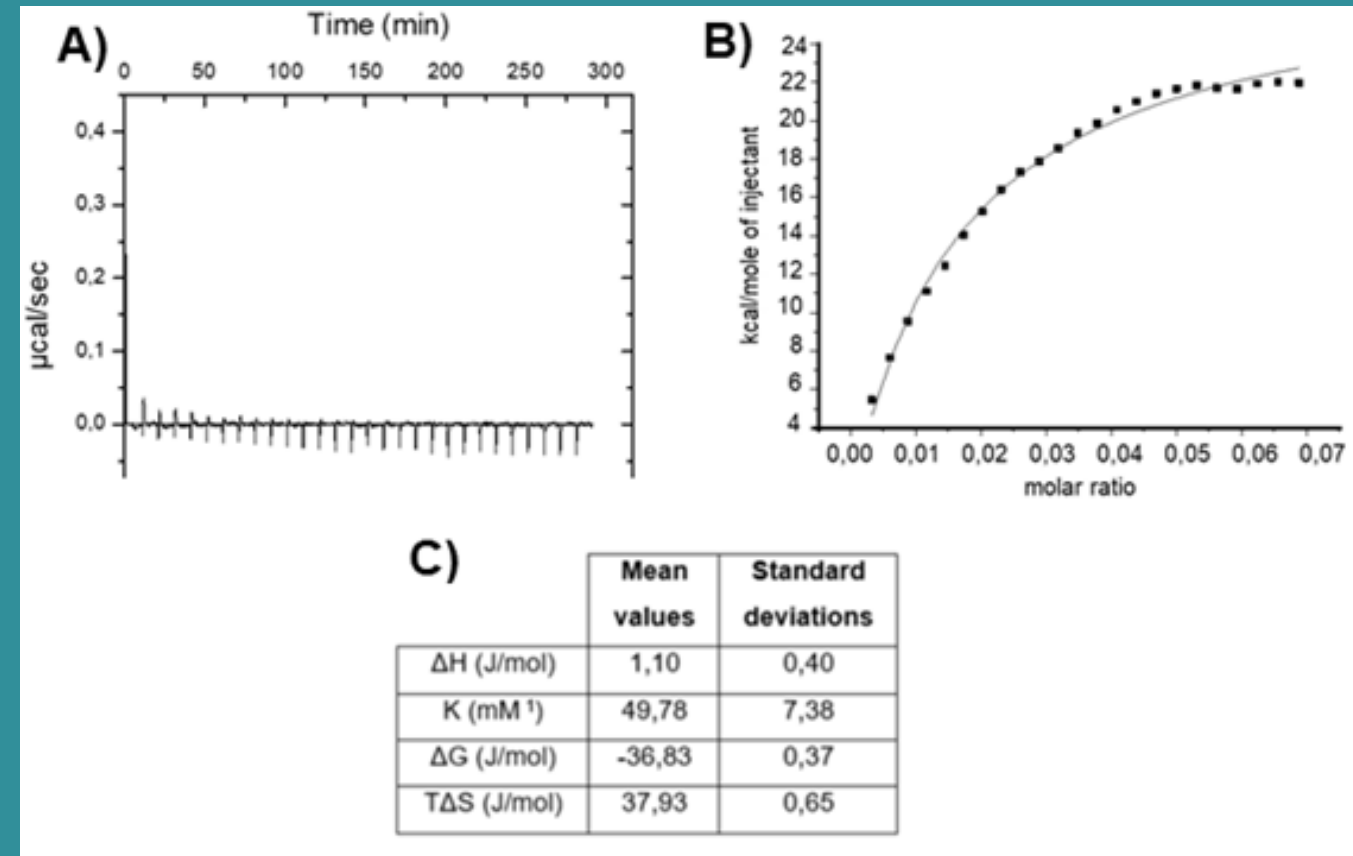 A)
Time (min)
0 50 100 150 200 250 300
µcal/sec
0,4
0,3
0,2
0,1
0,0
B)
kcal/mole of injectant
24
22
20
18
16
14
12
10
8
6
4
0,00 0,01 0,02 0,03 0,04 0,05 0,06 0,07
molar ratio
C)
Mean values Standard deviations
ΔH (J/mol) 1,10 0,40
K (mM ¹) 49,78 7,38
ΔG (J/mol) -36,83 0,37
TΔS (J/mol) 37,93 0,65